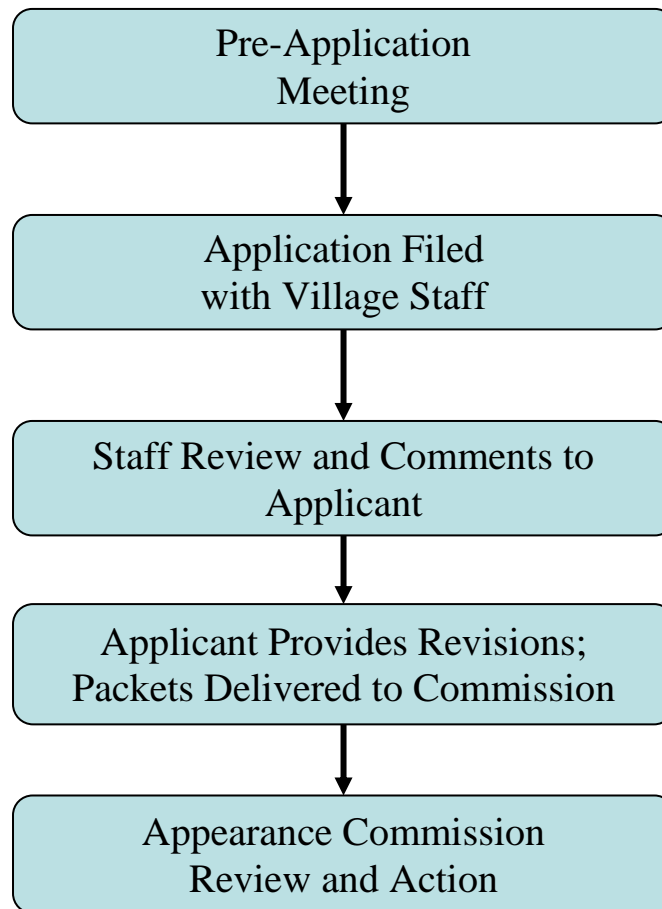 Pre-Application
Meeting
Application Filed
with Village Staff
Staff Review and Comments to
Applicant
Applicant Provides Revisions;
Packets Delivered to Commission
Appearance Commission
Review and Action